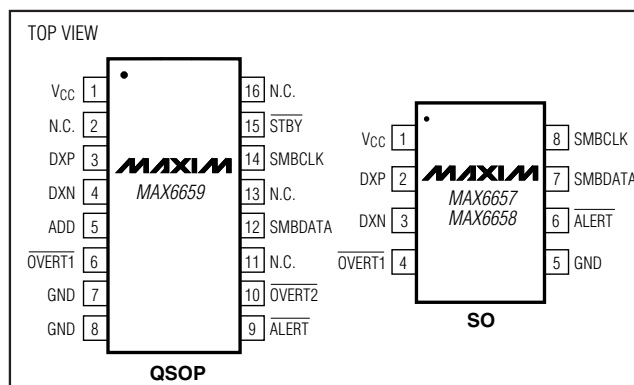 TOP VIEW
VCC 1
N.C. 2
DXP 3
DXN 4
ADD 5
OVERT1 6
GND 7
GND 8
MAXIM
MAX6659
16 N.C.
15 STBY
14 SMBCLK
13 N.C.
12 SMBDATA
11 N.C.
10 OVERT2
9 ALERT
QSOP
VCC 1
DXP 2
DXN 3
OVERT1 4
MAXIM
MAX6657
MAX6658
8 SMBCLK
7 SMBDATA
6 ALERT
5 GND
SO